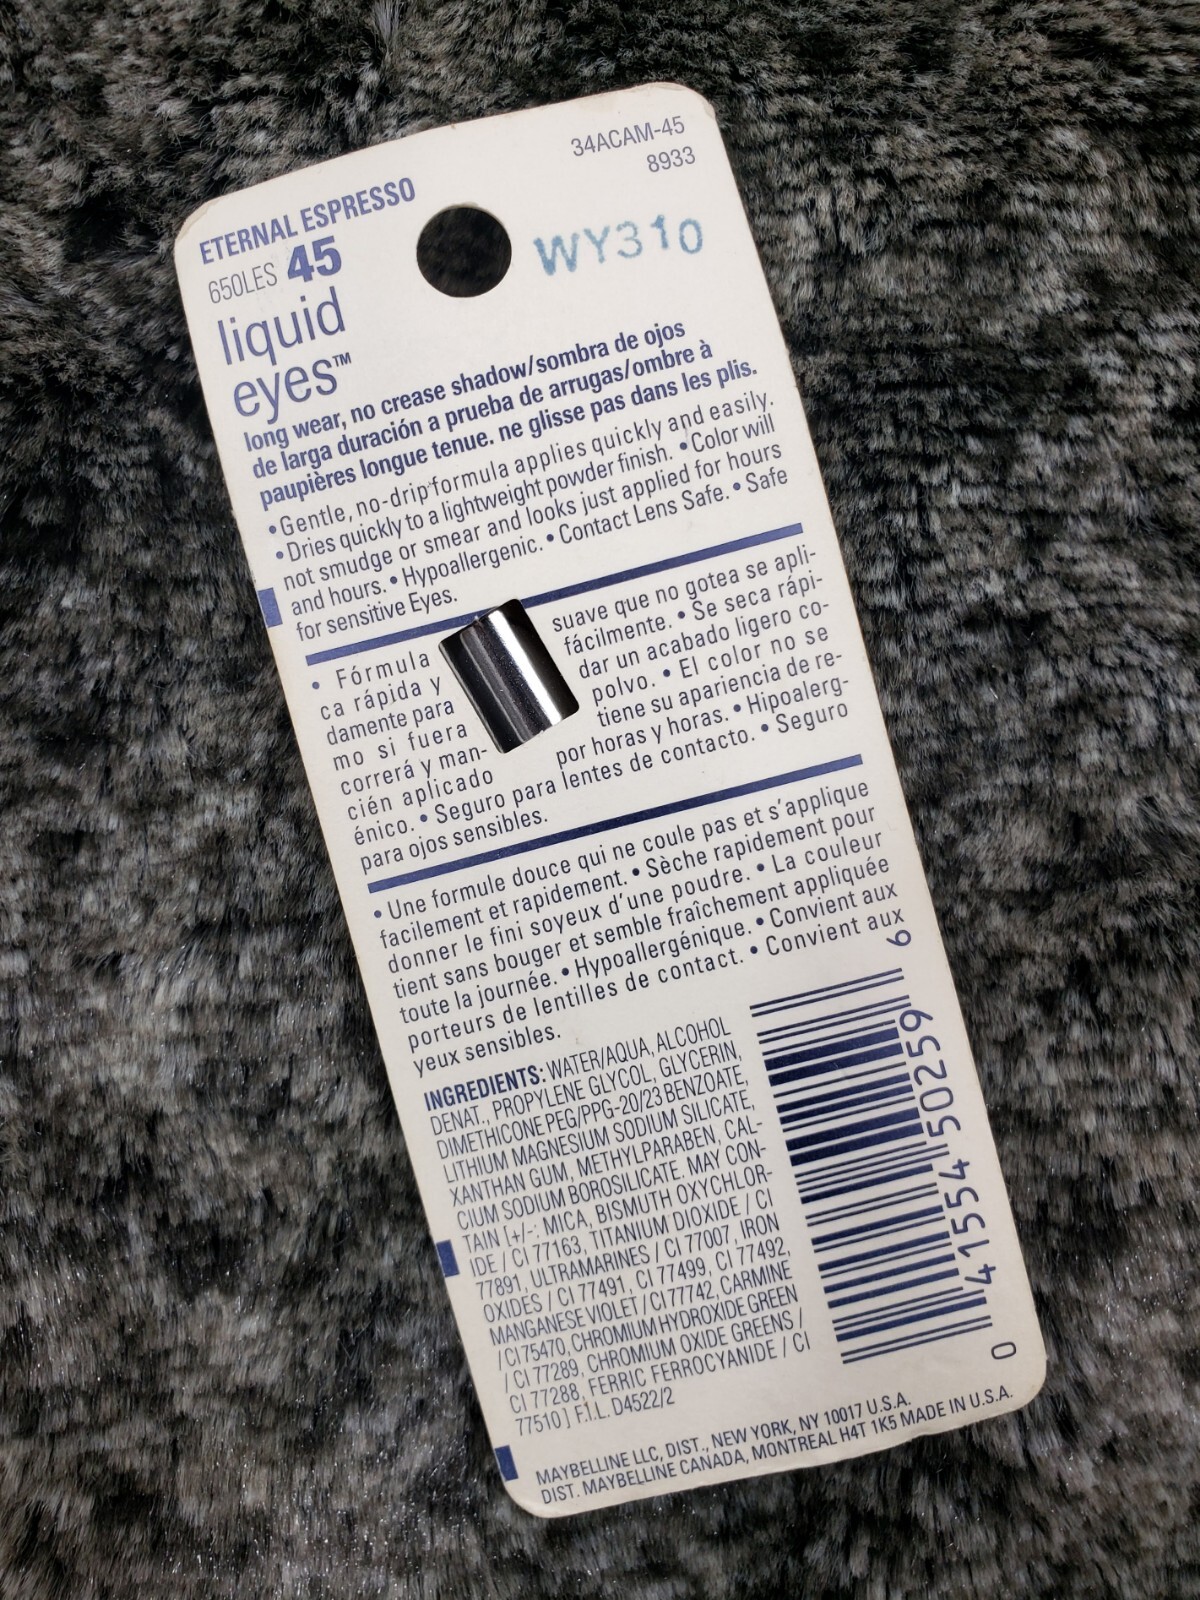 34ACAM-45
8933
ETERNAL ESPRESSO
650LES 45
WY310
liquid
eyes™
long wear, no crease shadow/sombra de ojos
de larga duración a prueba de arrugas/ombre à
paupières longue tenue. ne glisse pas dans les plis.
• Gentle, no-drip formula applies quickly and easily.
• Dries quickly to a lightweight powder finish. • Color will
not smudge or smear and looks just applied for hours
and hours. • Hypoallergenic. • Contact Lens Safe. • Safe
for sensitive Eyes.
• Fórmula suave que no gotea se apli-
ca rápida y fácilmente. • Se seca rápi-
damente para dar un acabado ligero co-
mo si fuera polvo. • El color no se
correrá y man- tiene su apariencia de re-
cién aplicado por horas y horas. • Hipoalerg-
énico. • Seguro para lentes de contacto. • Seguro
para ojos sensibles.
• Une formule douce qui ne coule pas et s'applique
facilement et rapidement. • Sèche rapidement pour
donner le fini soyeux d'une poudre. • La couleur
tient sans bouger et semble fraîchement appliquée
toute la journée. • Hypoallergénique. • Convient aux
porteurs de lentilles de contact. • Convient aux
yeux sensibles.
INGREDIENTS: WATER/AQUA, ALCOHOL
DENAT., PROPYLENE GLYCOL, GLYCERIN,
DIMETHICONE PEG/PPG-20/23 BENZOATE,
LITHIUM MAGNESIUM SODIUM SILICATE,
XANTHAN GUM, METHYLPARABEN, CAL-
CIUM SODIUM BOROSILICATE. MAY CON-
TAIN [+/-: MICA, BISMUTH OXYCHLOR-
IDE / CI 77163, TITANIUM DIOXIDE / CI
77891, ULTRAMARINES / CI 77007, IRON
OXIDES / CI 77491, CI 77499, CI 77492,
MANGANESE VIOLET / CI 77742, CARMINE
/ CI 75470, CHROMIUM HYDROXIDE GREEN
/ CI 77289, CHROMIUM OXIDE GREENS /
CI 77288, FERRIC FERROCYANIDE / CI
77510] F.I.L. D4522/2
0 41554 50259 6
MAYBELLINE LLC, DIST., NEW YORK, NY 10017 U.S.A.
DIST. MAYBELLINE CANADA, MONTREAL H4T 1K5 MADE IN U.S.A.